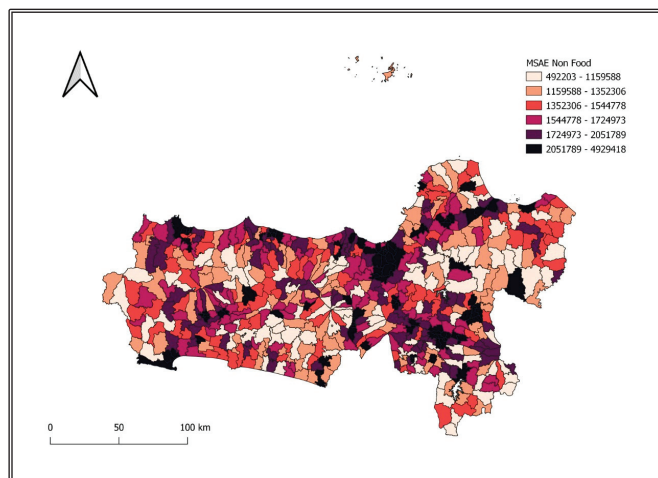 MSAE Non Food
492203 - 1159588
1159588 - 1352306
1352306 - 1544778
1544778 - 1724973
1724973 - 2051789
2051789 - 4929418
0 50 100 km